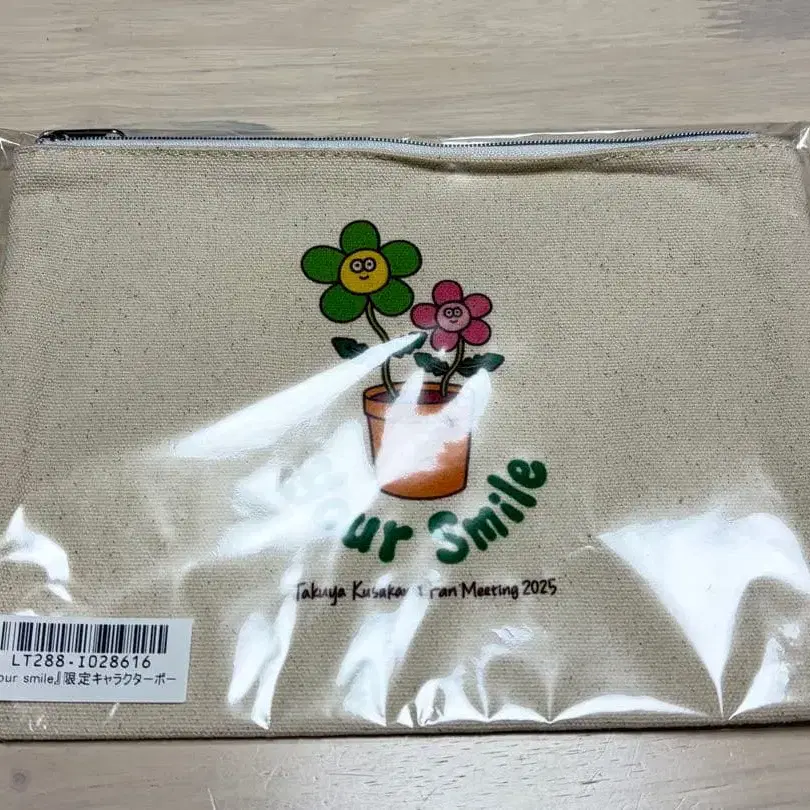 your Smile
Takuya Kusakawa Fan Meeting 2025
LT288-I028616
our smile』限定キャラクターポー